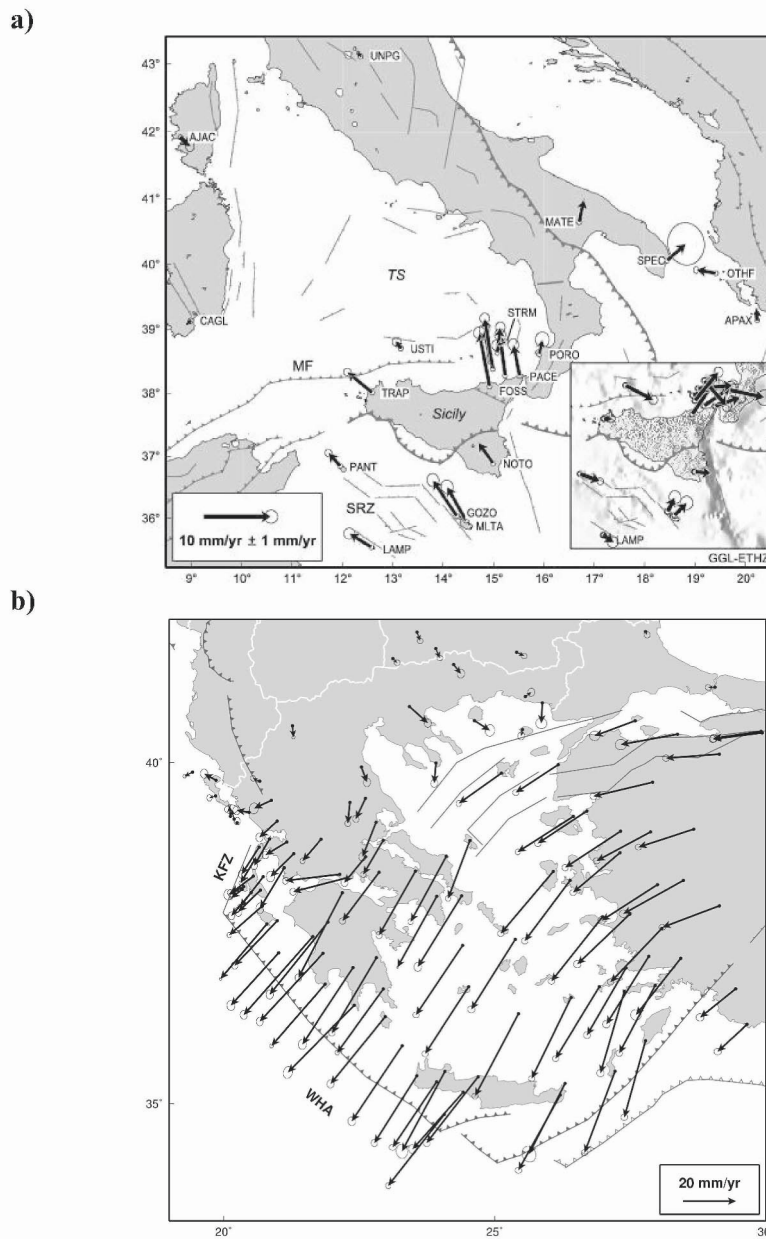 a)
43°
42°
41°
40°
39°
38°
37°
36°
UNPG
AJAC
MATE
SPEC
OTHF
TS
STRM
APAX
CAGL
USTI
MF
PORO
TRAP
FOSS
PACE
Sicily
PANT
NOTO
SRZ
GOZO
MLTA
10 mm/yr ± 1 mm/yr
LAMP
LAMP
GGL-ETHZ
9° 10° 11° 12° 13° 14° 15° 16° 17° 18° 19° 20°
b)
40°
KFZ
35°
WHA
20 mm/yr
20° 25° 30